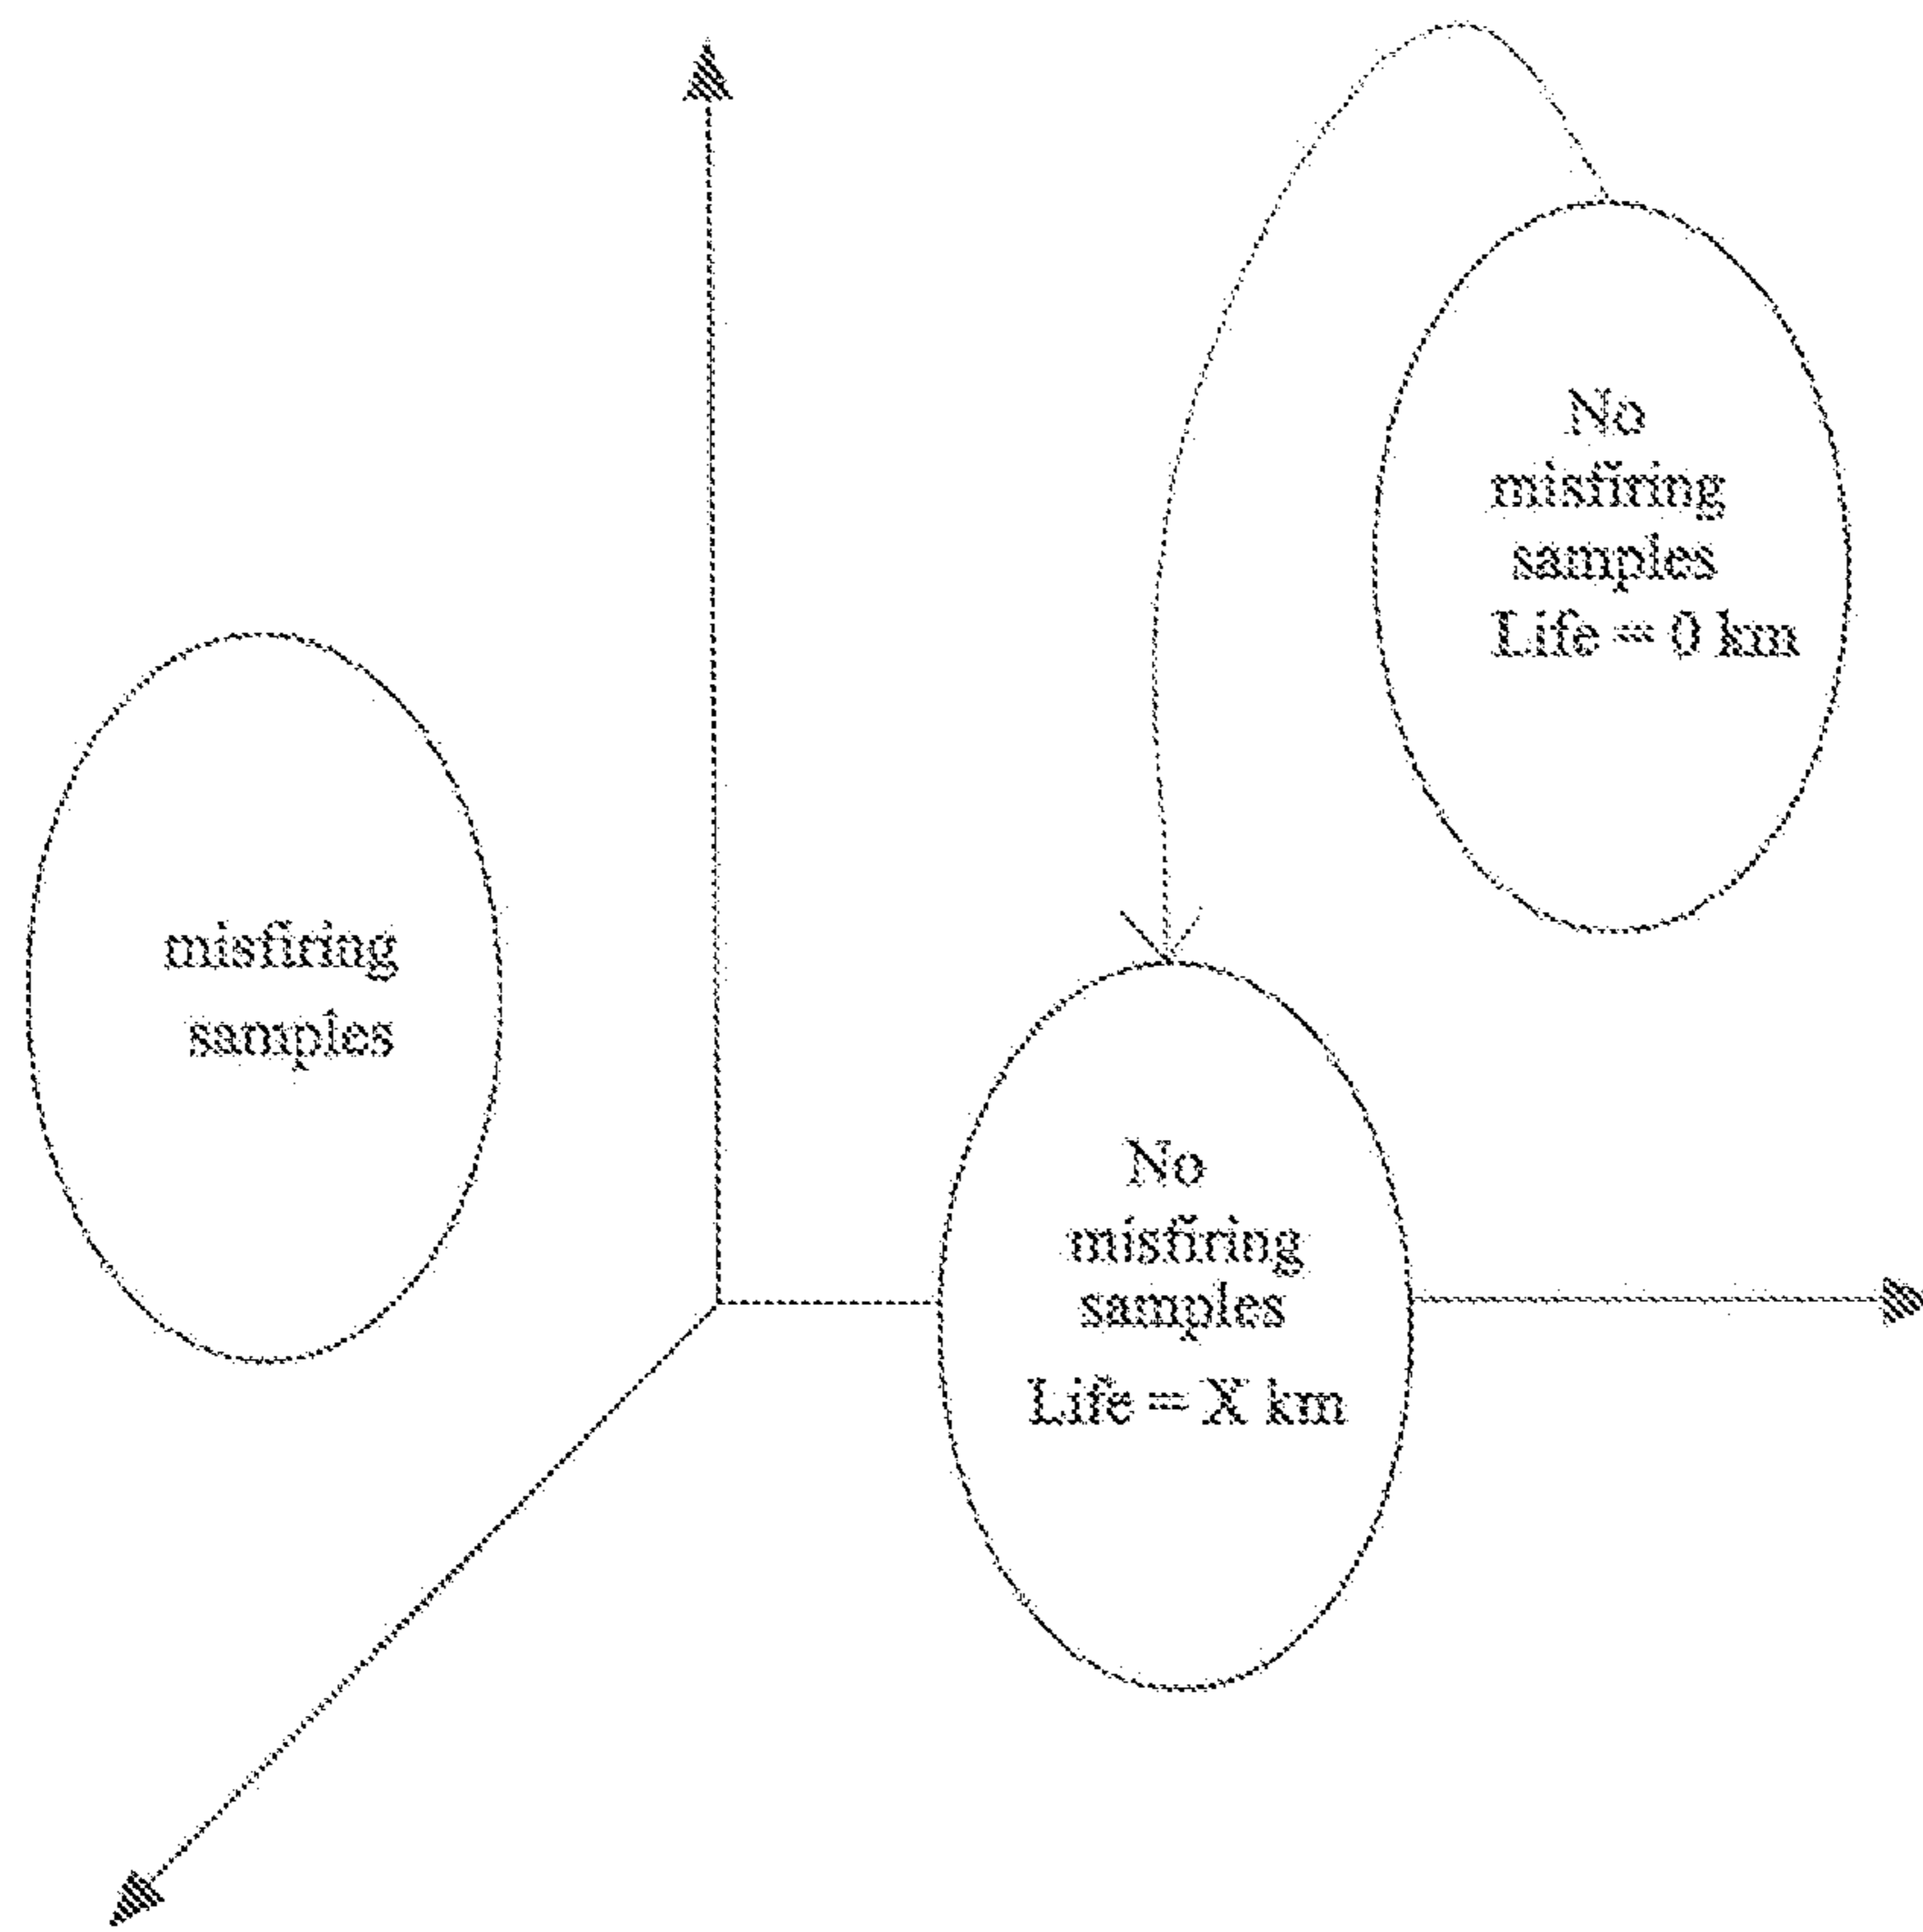 No
misfiring
samples
Life = 0 km
misfiring
samples
No
misfiring
samples
Life = X km